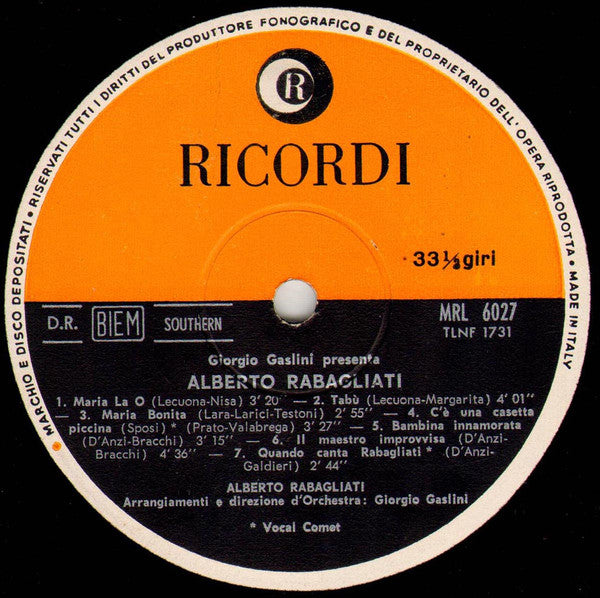 MARCHIO E DISCO DEPOSITATI • RISERVATI TUTTI I DIRITTI DEL PRODUTTORE FONOGRAFICO E DEL PROPRIETARIO DELL'OPERA RIPRODOTTA • MADE IN ITALY
R
RICORDI
33 1/3 giri
D.R. BIEM SOUTHERN
MRL 6027
TLNF 1731
Giorgio Gaslini presenta
ALBERTO RABAGLIATI
1. Maria La O (Lecuona-Nisa) 3' 20" — 2. Tabù (Lecuona-Margarita) 4' 01"
— 3. Maria Bonita (Lara-Larici-Testoni) 2' 55" — 4. C'è una casetta
piccina (Sposi) * (Prato-Valabrega) 3' 27" — 5. Bambina innamorata
(D'Anzi-Bracchi) 3' 15" — 6. Il maestro improvvisa (D'Anzi-
Bracchi) 4' 36" — 7. Quando canta Rabagliati * (D'Anzi-
Galdieri) 2' 44"
ALBERTO RABAGLIATI
Arrangiamenti e direzione d'Orchestra: Giorgio Gaslini
* Vocal Comet